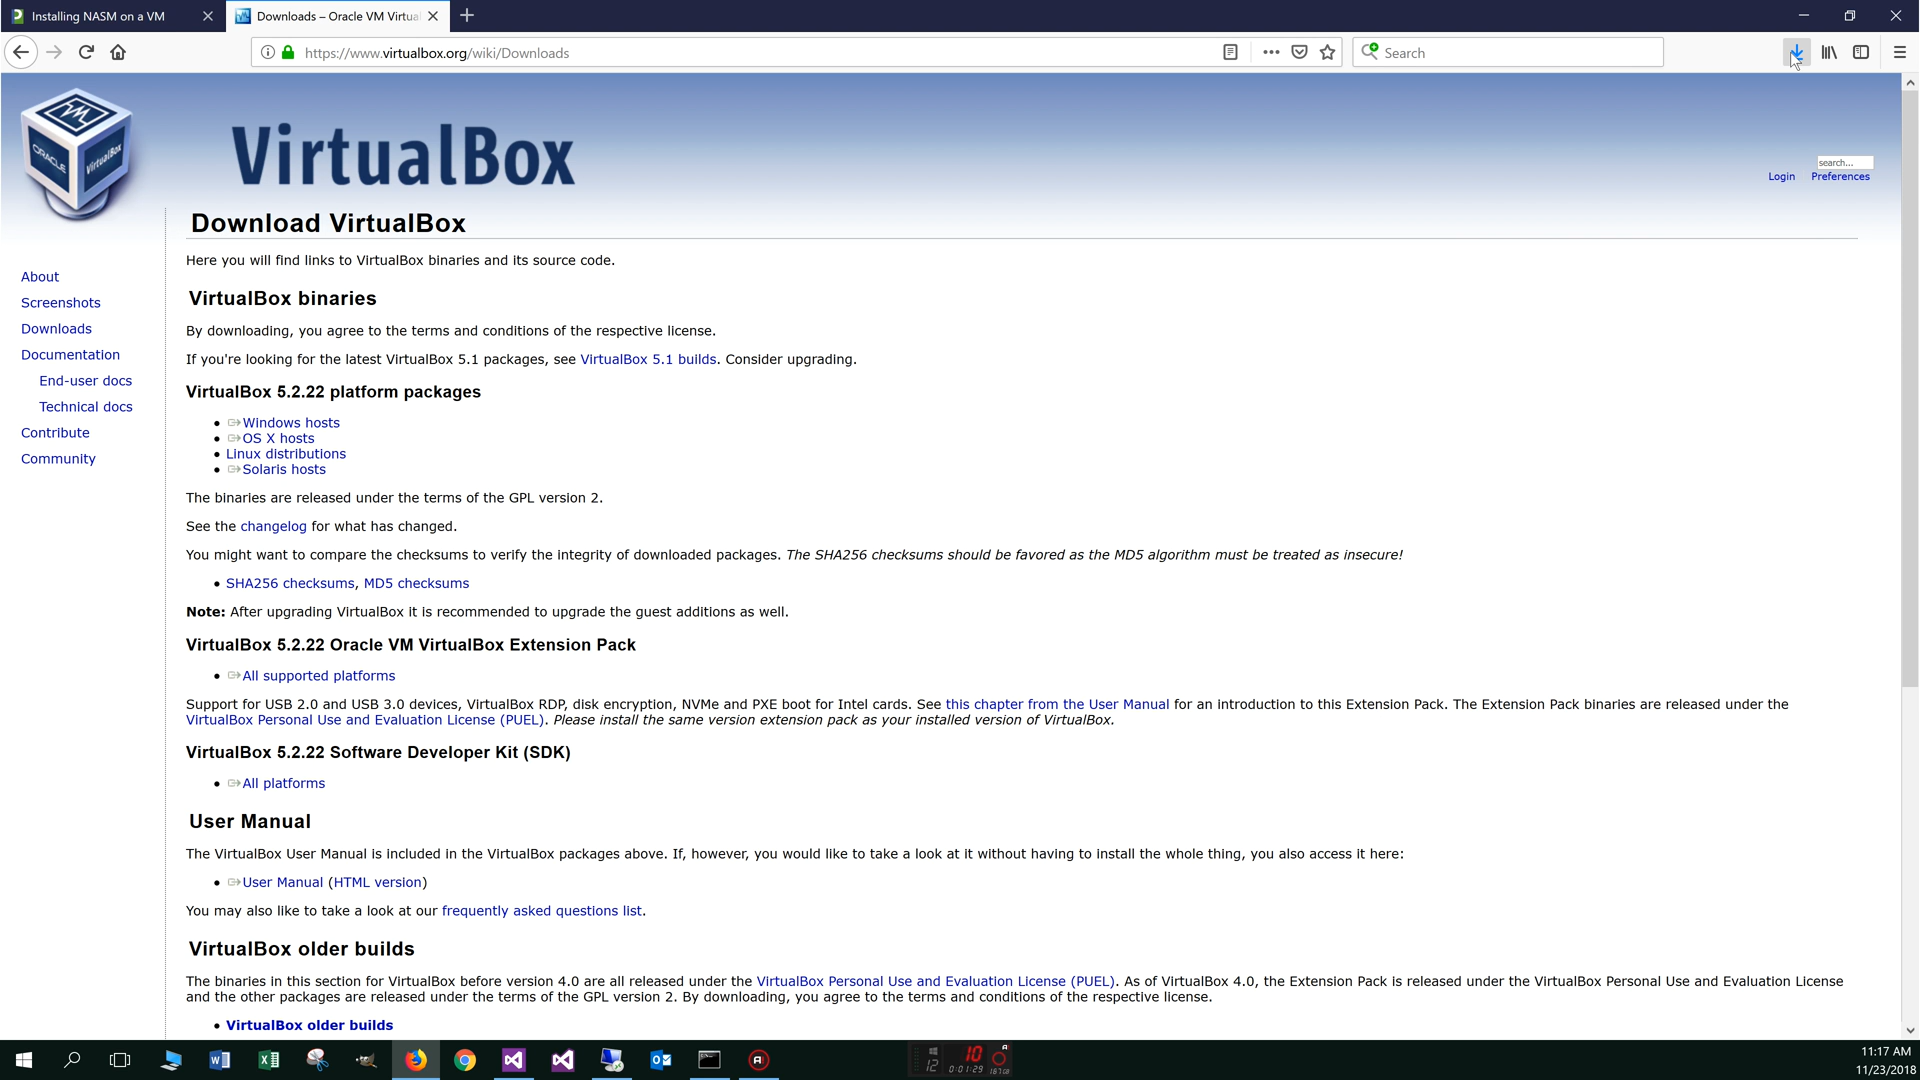 Installing NASM on a VM
Downloads – Oracle VM Virtua
https://www.virtualbox.org/wiki/Downloads
Search
ORACLE
VirtualBox
VirtualBox
search...
Login Preferences
Download VirtualBox
Here you will find links to VirtualBox binaries and its source code.
About
Screenshots
Downloads
Documentation
End-user docs
Technical docs
Contribute
Community
VirtualBox binaries
By downloading, you agree to the terms and conditions of the respective license.
If you're looking for the latest VirtualBox 5.1 packages, see VirtualBox 5.1 builds. Consider upgrading.
VirtualBox 5.2.22 platform packages
Windows hosts
OS X hosts
Linux distributions
Solaris hosts
The binaries are released under the terms of the GPL version 2.
See the changelog for what has changed.
You might want to compare the checksums to verify the integrity of downloaded packages. The SHA256 checksums should be favored as the MD5 algorithm must be treated as insecure!
SHA256 checksums, MD5 checksums
Note: After upgrading VirtualBox it is recommended to upgrade the guest additions as well.
VirtualBox 5.2.22 Oracle VM VirtualBox Extension Pack
All supported platforms
Support for USB 2.0 and USB 3.0 devices, VirtualBox RDP, disk encryption, NVMe and PXE boot for Intel cards. See this chapter from the User Manual for an introduction to this Extension Pack. The Extension Pack binaries are released under the
VirtualBox Personal Use and Evaluation License (PUEL). Please install the same version extension pack as your installed version of VirtualBox.
VirtualBox 5.2.22 Software Developer Kit (SDK)
All platforms
User Manual
The VirtualBox User Manual is included in the VirtualBox packages above. If, however, you would like to take a look at it without having to install the whole thing, you also access it here:
User Manual (HTML version)
You may also like to take a look at our frequently asked questions list.
VirtualBox older builds
The binaries in this section for VirtualBox before version 4.0 are all released under the VirtualBox Personal Use and Evaluation License (PUEL). As of VirtualBox 4.0, the Extension Pack is released under the VirtualBox Personal Use and Evaluation License
and the other packages are released under the terms of the GPL version 2. By downloading, you agree to the terms and conditions of the respective license.
VirtualBox older builds
12 10 0:01:29 187GB
11:17 AM
11/23/2018